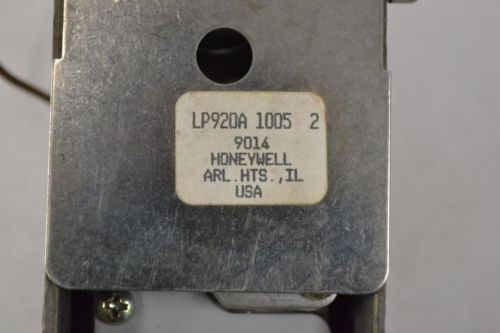 LP920A 1005 2
9014
HONEYWELL
ARL.HTS.,IL
USA